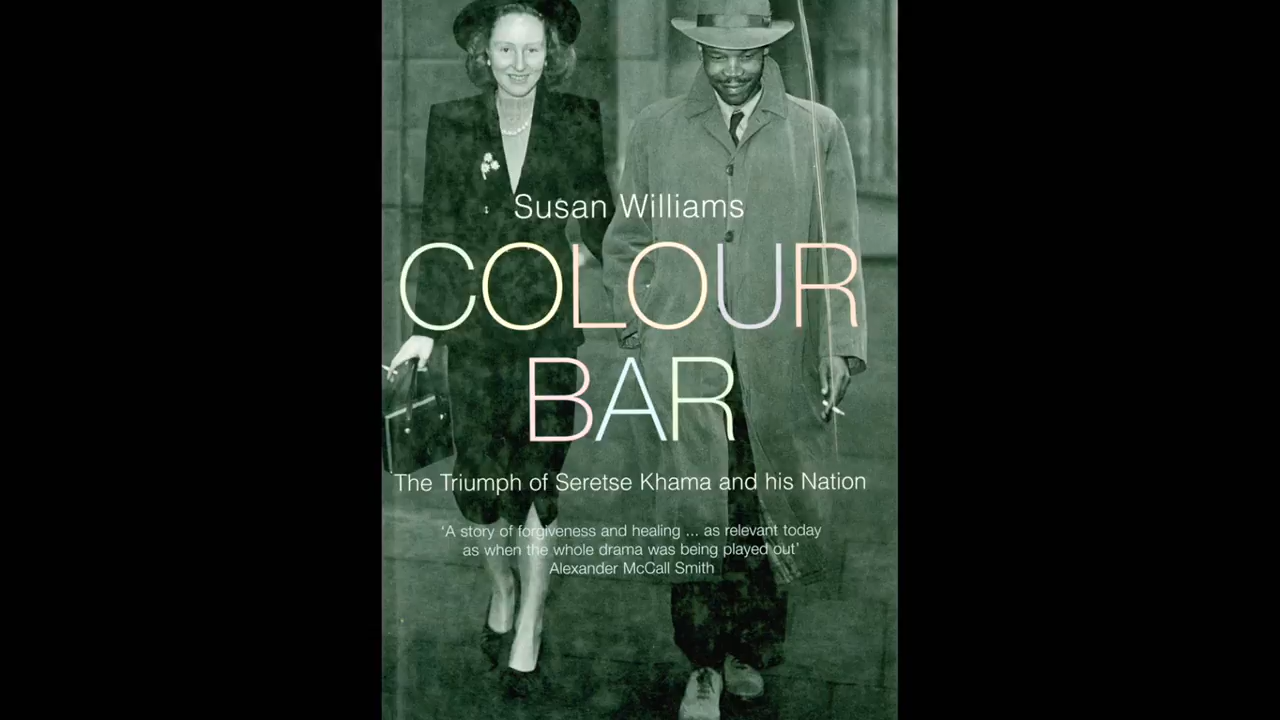 Susan Williams
COLOUR
BAR
The Triumph of Seretse Khama and his Nation
‘A story of forgiveness and healing ... as relevant today
as when the whole drama was being played out’
Alexander McCall Smith